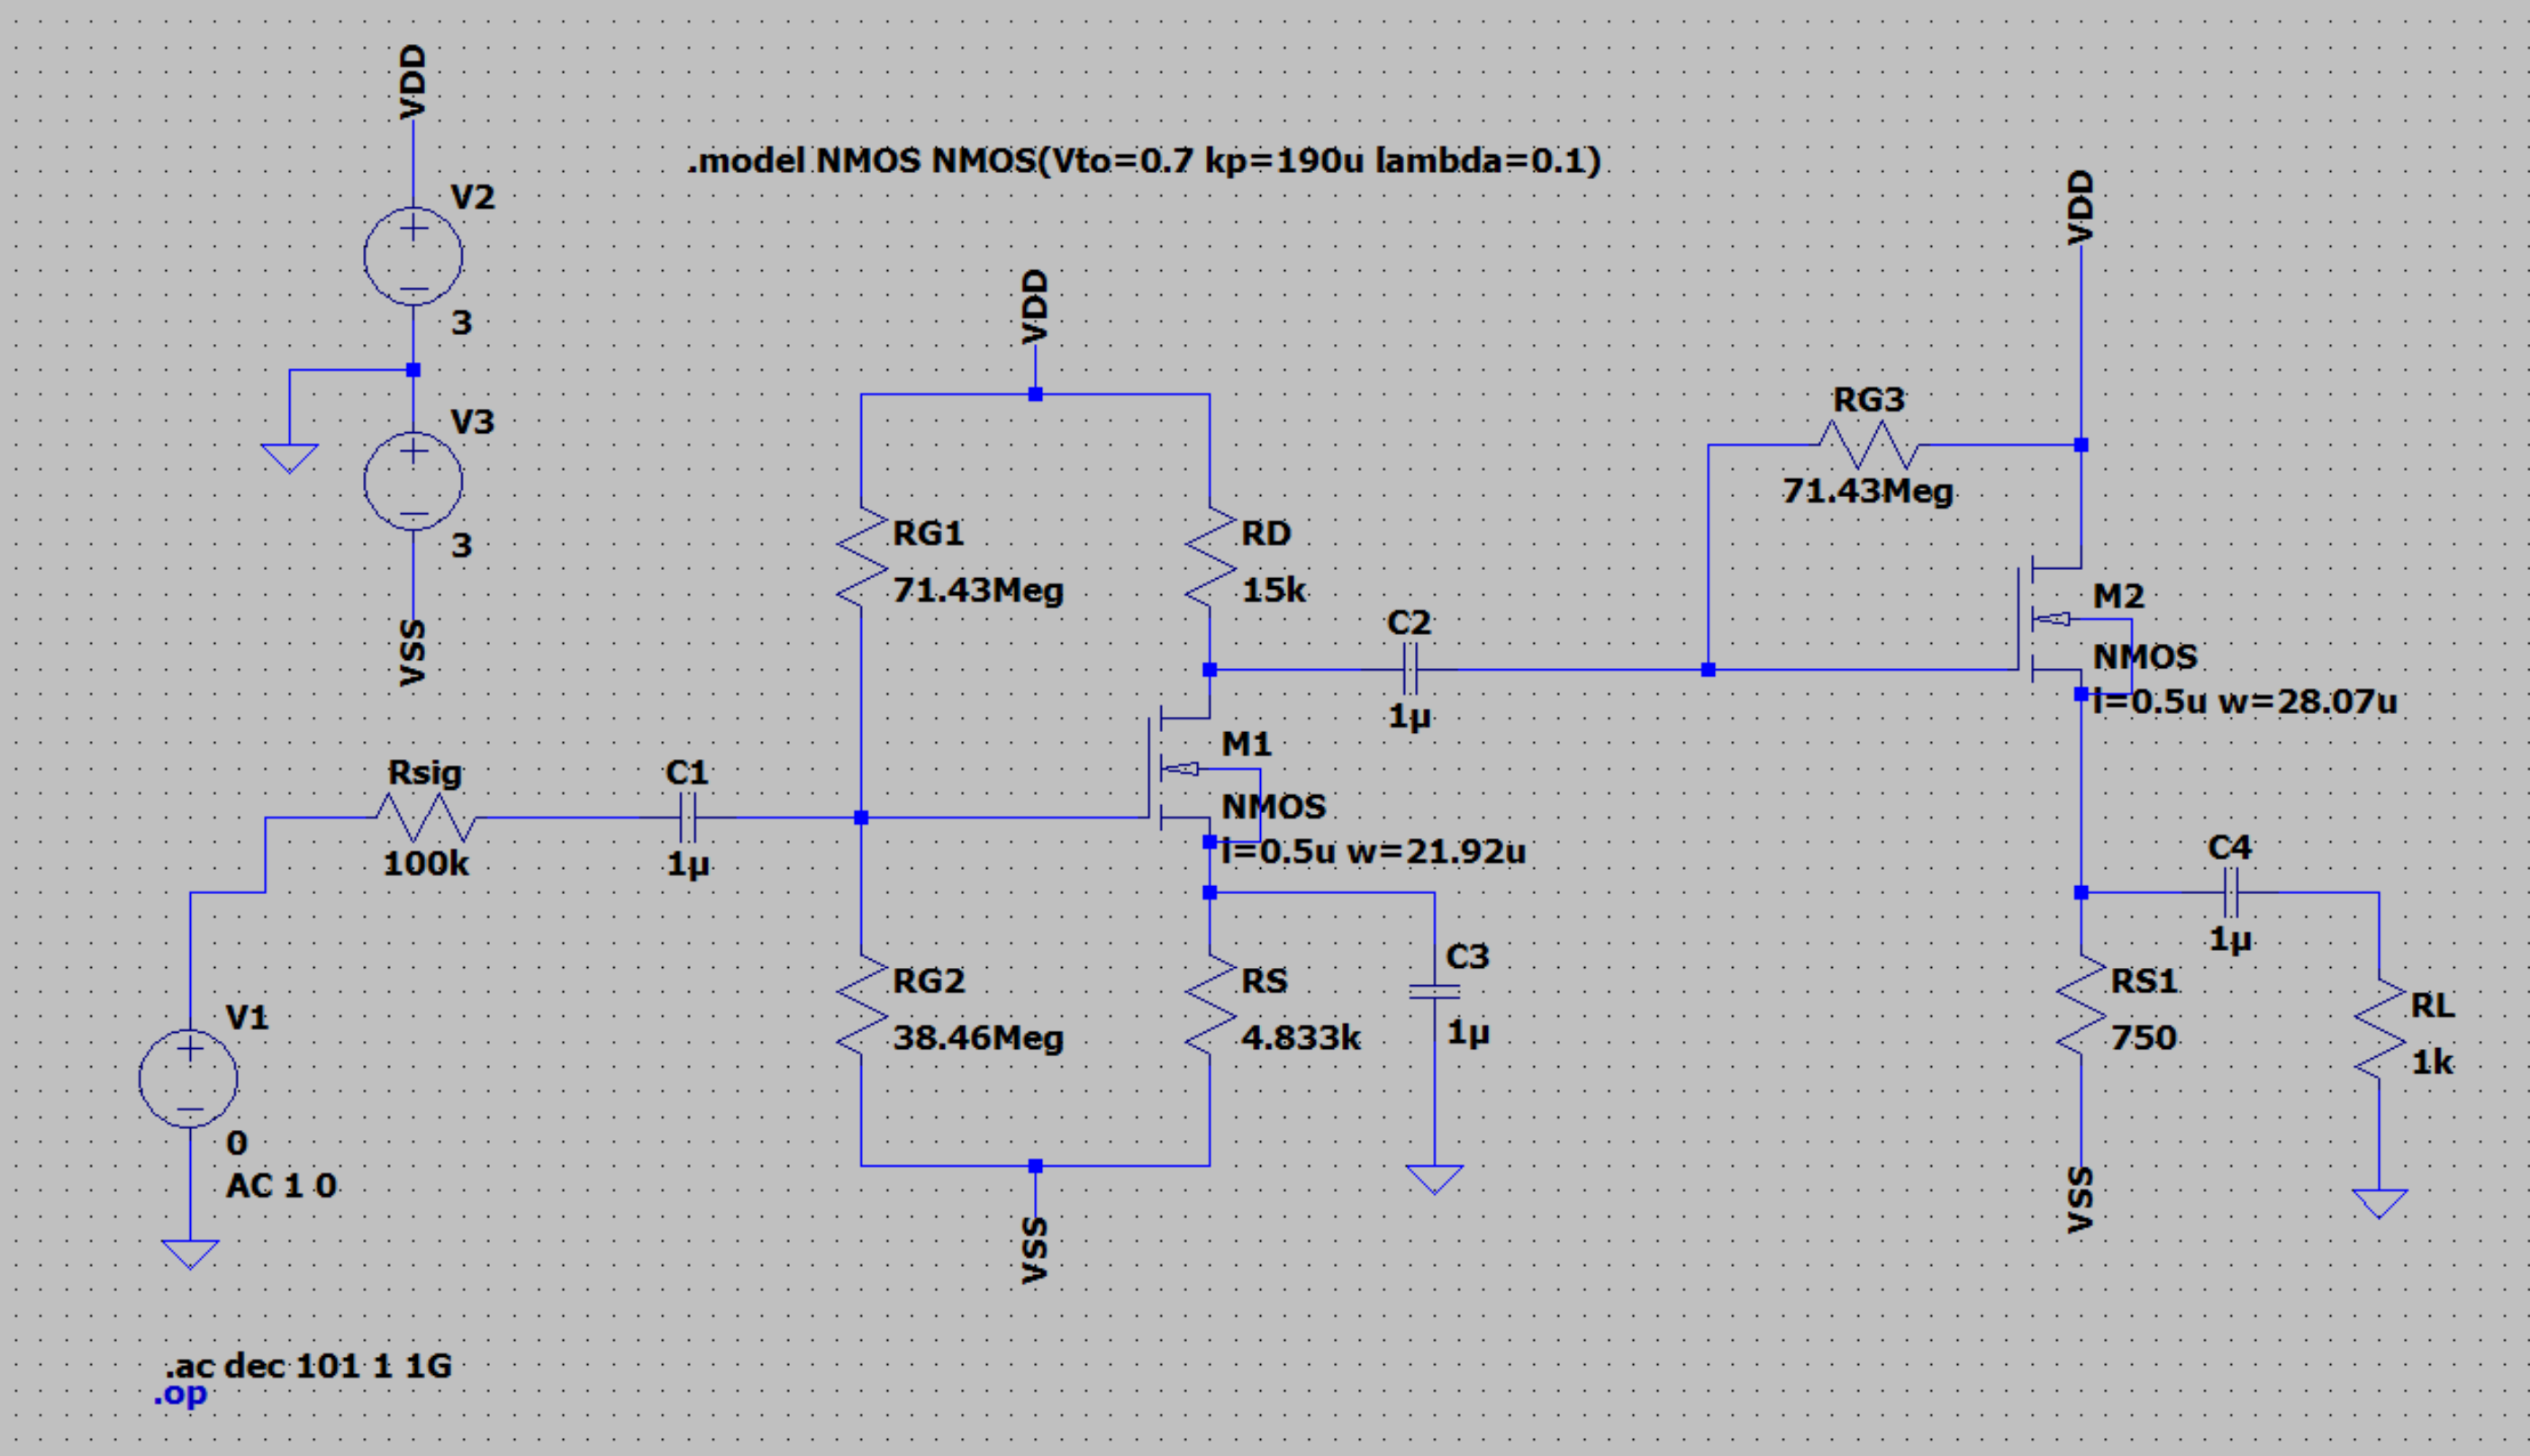 VDD
V2
3
V3
3
VSS
.model NMOS NMOS(Vto=0.7 kp=190u lambda=0.1)
VDD
RG1
71.43Meg
RD
15k
C2
1µ
RG3
71.43Meg
VDD
M2
NMOS
l=0.5u w=28.07u
Rsig
100k
C1
1µ
M1
NMOS
l=0.5u w=21.92u
RG2
38.46Meg
RS
4.833k
C3
1µ
VSS
C4
1µ
RS1
750
RL
1k
VSS
V1
0
AC 1 0
.ac dec 101 1 1G
.op